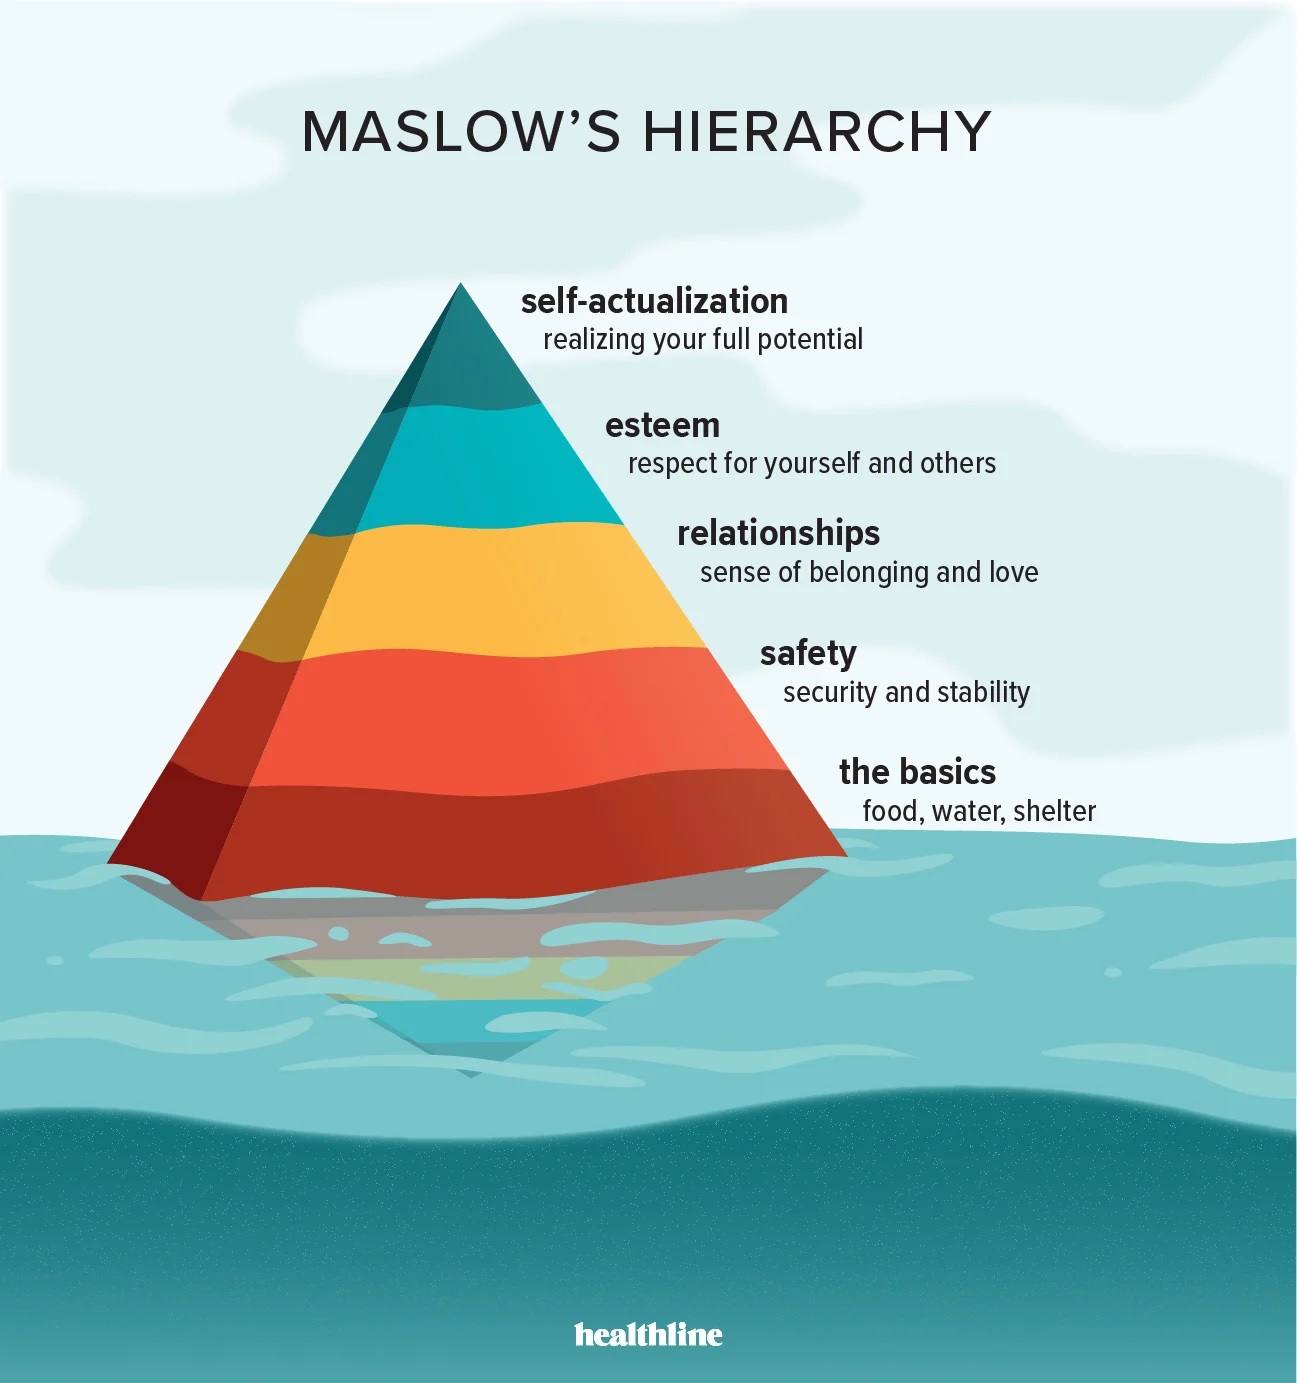 MASLOW’S HIERARCHY
self-actualization
realizing your full potential
esteem
respect for yourself and others
relationships
sense of belonging and love
safety
security and stability
the basics
food, water, shelter
healthline